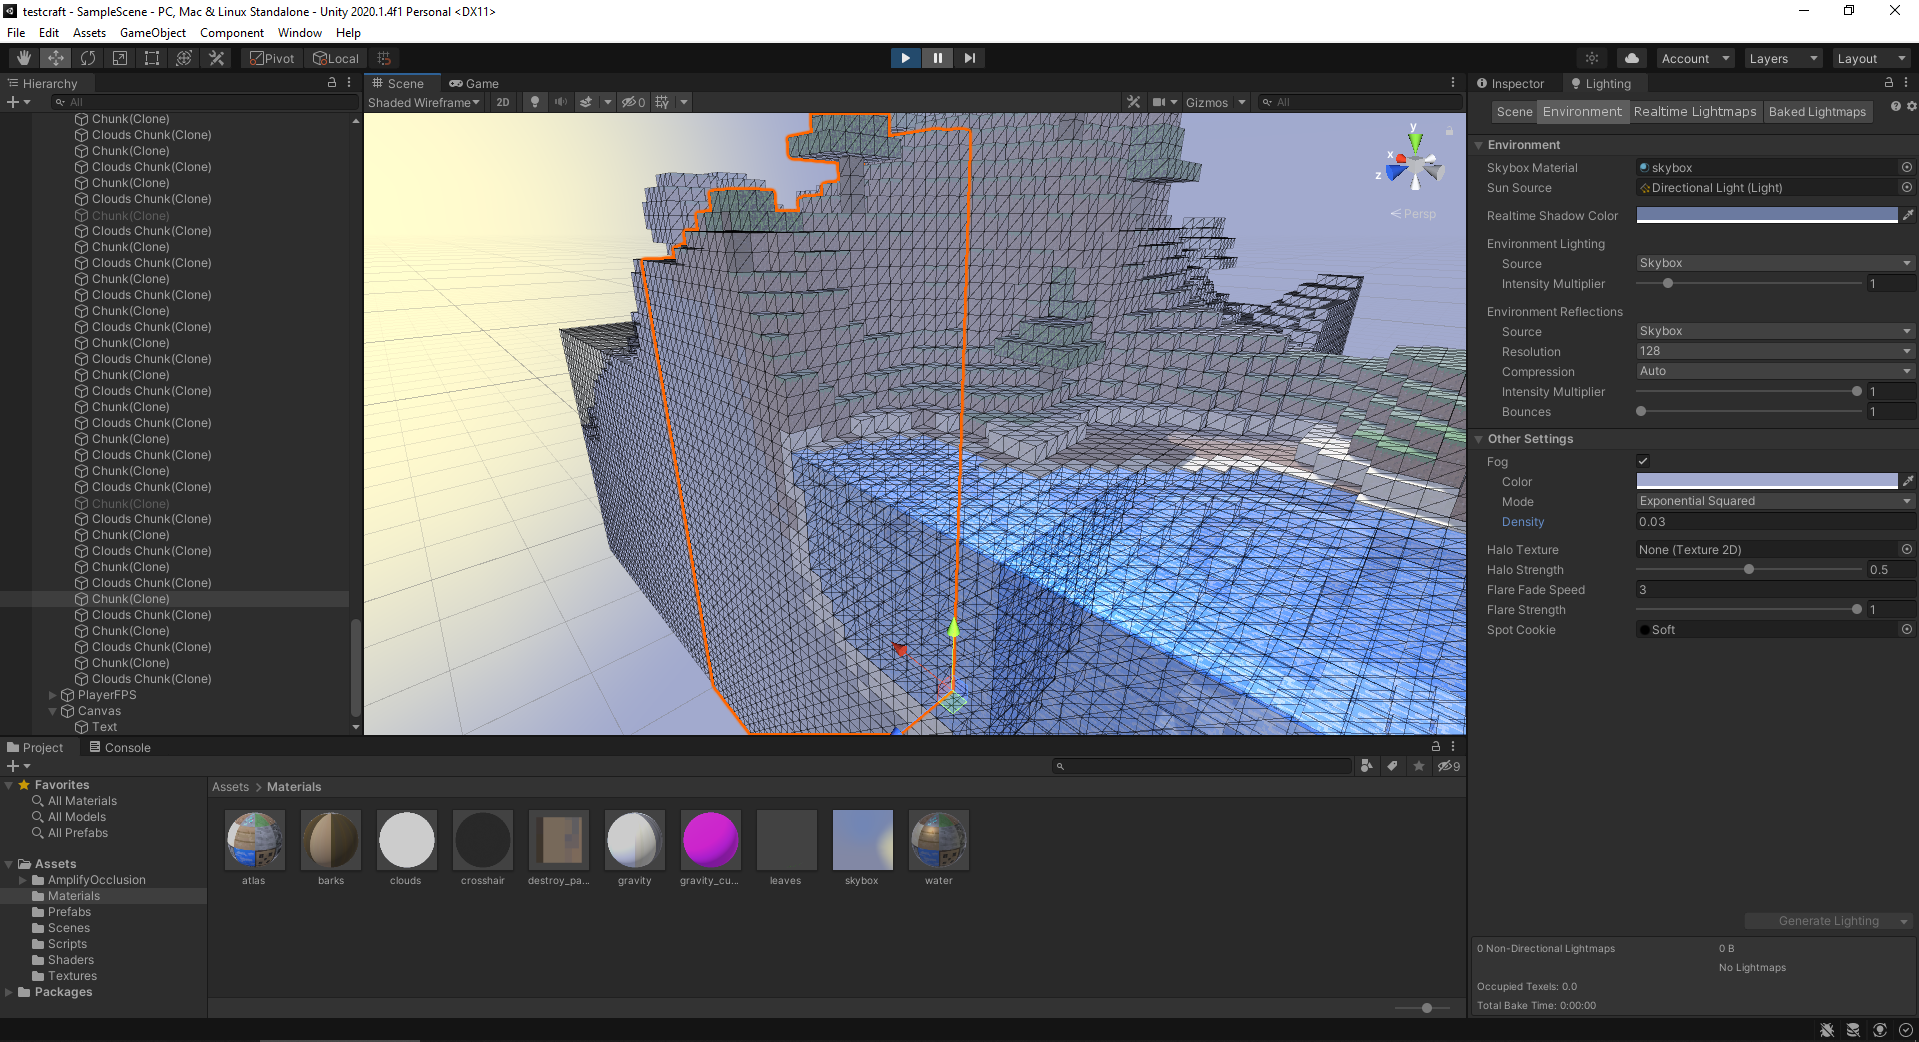 testcraft - SampleScene - PC, Mac & Linux Standalone - Unity 2020.1.4f1 Personal <DX11>
File Edit Assets GameObject Component Window Help
Pivot Local Account Layers Layout
Hierarchy
All
Chunk(Clone)
Clouds Chunk(Clone)
Chunk(Clone)
Clouds Chunk(Clone)
Chunk(Clone)
Clouds Chunk(Clone)
Chunk(Clone)
Clouds Chunk(Clone)
Chunk(Clone)
Clouds Chunk(Clone)
Chunk(Clone)
Clouds Chunk(Clone)
Chunk(Clone)
Clouds Chunk(Clone)
Chunk(Clone)
Clouds Chunk(Clone)
Chunk(Clone)
Clouds Chunk(Clone)
Chunk(Clone)
Clouds Chunk(Clone)
Chunk(Clone)
Clouds Chunk(Clone)
Chunk(Clone)
Clouds Chunk(Clone)
Chunk(Clone)
Clouds Chunk(Clone)
Chunk(Clone)
Clouds Chunk(Clone)
Chunk(Clone)
Clouds Chunk(Clone)
Chunk(Clone)
Clouds Chunk(Clone)
Chunk(Clone)
Clouds Chunk(Clone)
Chunk(Clone)
Clouds Chunk(Clone)
PlayerFPS
Canvas
Text
Scene Game
Shaded Wireframe 2D 0 Gizmos All
y
x
z
Persp
Inspector Lighting
Scene Environment Realtime Lightmaps Baked Lightmaps
Environment
Skybox Material skybox
Sun Source Directional Light (Light)
Realtime Shadow Color
Environment Lighting
Source Skybox
Intensity Multiplier 1
Environment Reflections
Source Skybox
Resolution 128
Compression Auto
Intensity Multiplier 1
Bounces 1
Other Settings
Fog
Color
Mode Exponential Squared
Density 0.03
Halo Texture None (Texture 2D)
Halo Strength 0.5
Flare Fade Speed 3
Flare Strength 1
Spot Cookie Soft
Generate Lighting
0 Non-Directional Lightmaps 0 B
No Lightmaps
Occupied Texels: 0.0
Total Bake Time: 0:00:00
Project Console
9
Favorites
All Materials
All Models
All Prefabs
Assets
AmplifyOcclusion
Materials
Prefabs
Scenes
Scripts
Shaders
Textures
Packages
Assets > Materials
atlas barks clouds crosshair destroy_pa... gravity gravity_cu... leaves skybox water